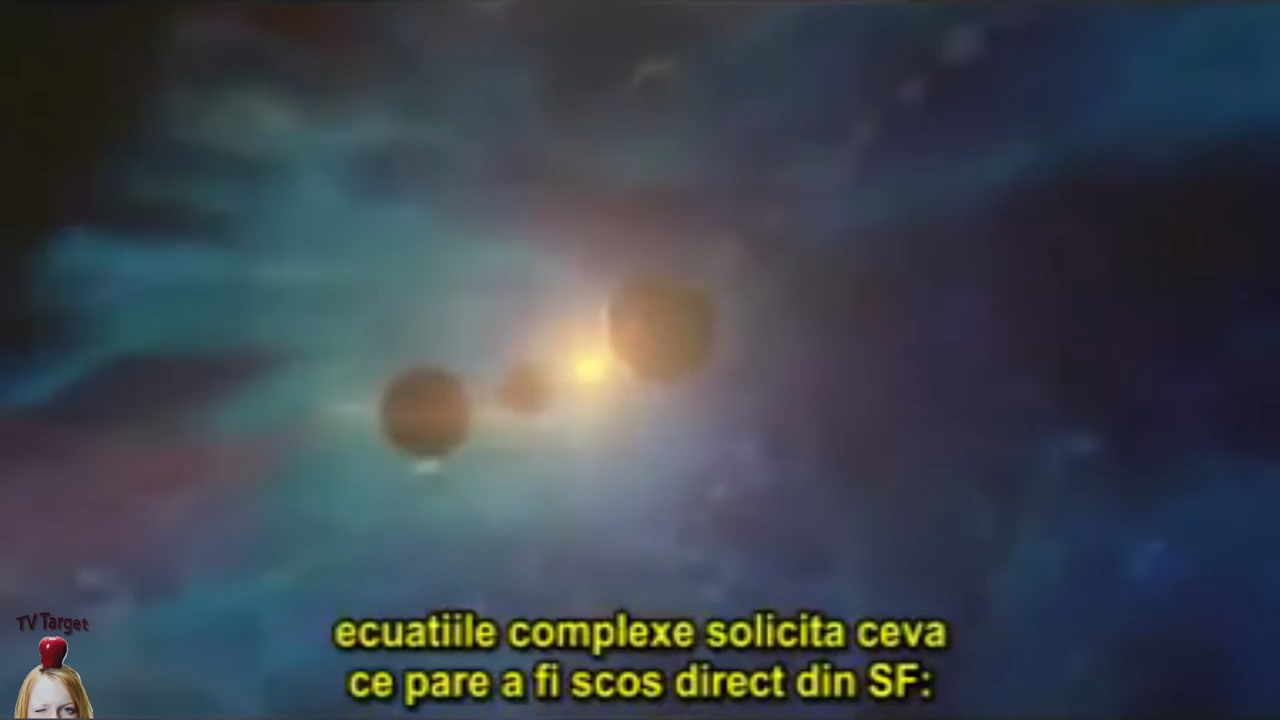 TV Target
ecuatiile complexe solicita ceva
ce pare a fi scos direct din SF: